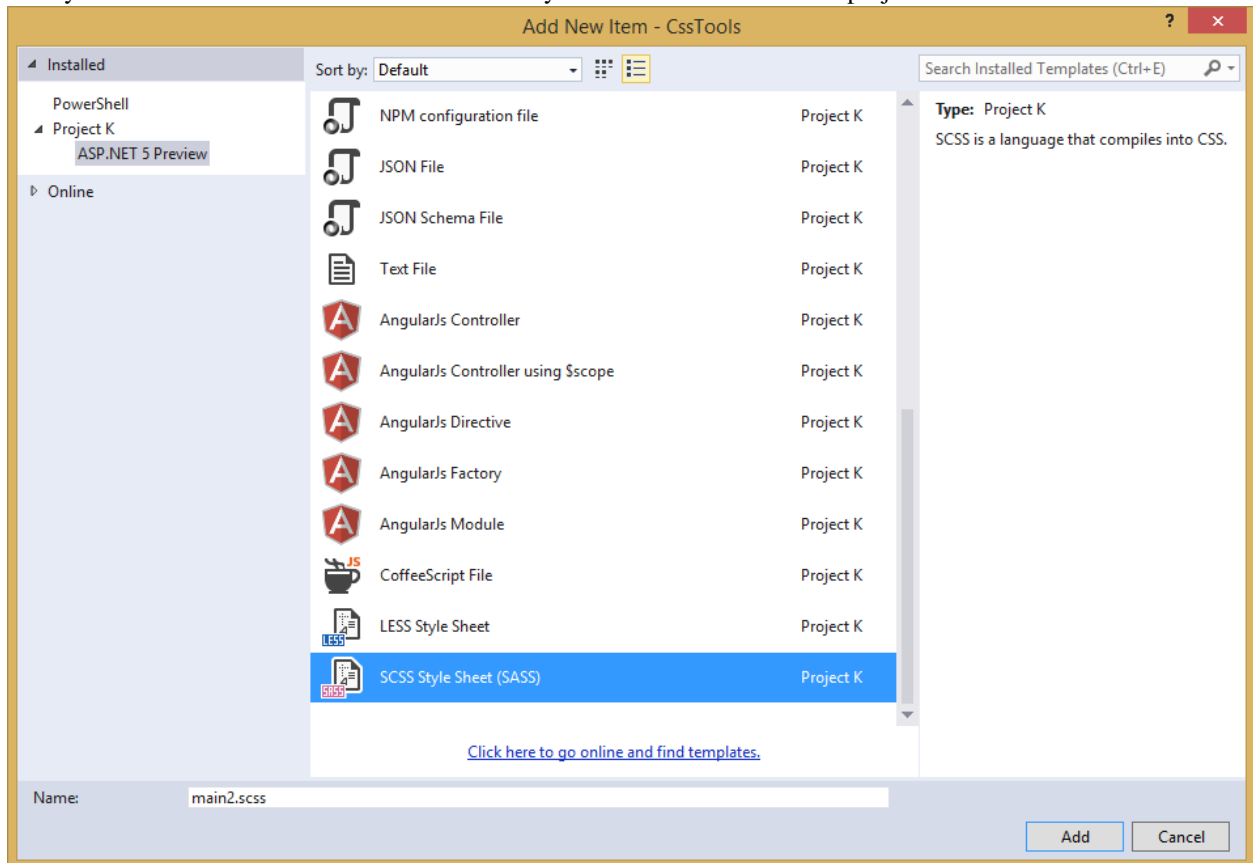 Add New Item - CssTools
? ×
Installed
Sort by: Default
Search Installed Templates (Ctrl+E)
PowerShell
Project K
ASP.NET 5 Preview
Online
NPM configuration file Project K
JSON File Project K
JSON Schema File Project K
Text File Project K
AngularJs Controller Project K
AngularJs Controller using $scope Project K
AngularJs Directive Project K
AngularJs Factory Project K
AngularJs Module Project K
JS
CoffeeScript File Project K
LESS
LESS Style Sheet Project K
SASS
SCSS Style Sheet (SASS) Project K
Click here to go online and find templates.
Type: Project K
SCSS is a language that compiles into CSS.
Name: main2.scss
Add Cancel